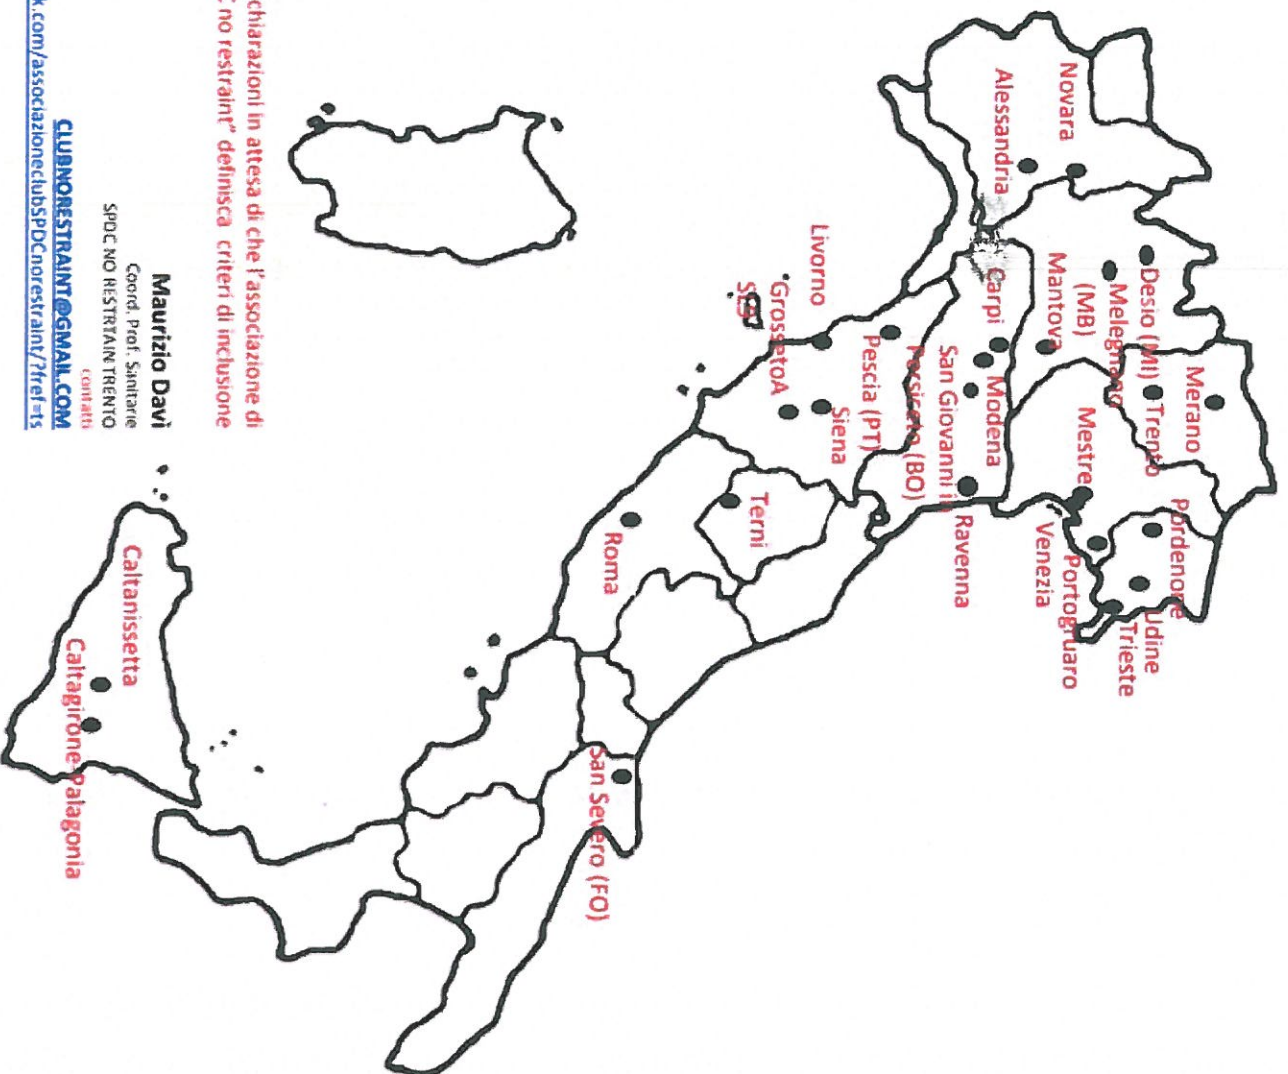 Merano
Desio (MI)
Trento
Pordenone
Udine
Melegnano
(MB)
Trieste
Novara
Mantova
Mestre
Portogruaro
Venezia
Alessandria
Carpi
Modena
San Giovanni in
Persiceto (BO)
Ravenna
Pescia (PT)
Livorno
Siena
GrossetoA
Terni
Roma
San Severo (FO)
Caltanissetta
Caltagirone-Palagonia
chiarazioni in attesa di che l'associazione di
no restraint" definisca criteri di inclusione
Maurizio Davì
Coord. Prof. Sanitarie
SPDC NO RESTRTAIN TRENTO
contatti
CLUBNORESTRAINT@GMAIL.COM
k.com/associazioneclubSPDCnorestraint/?fref=ts